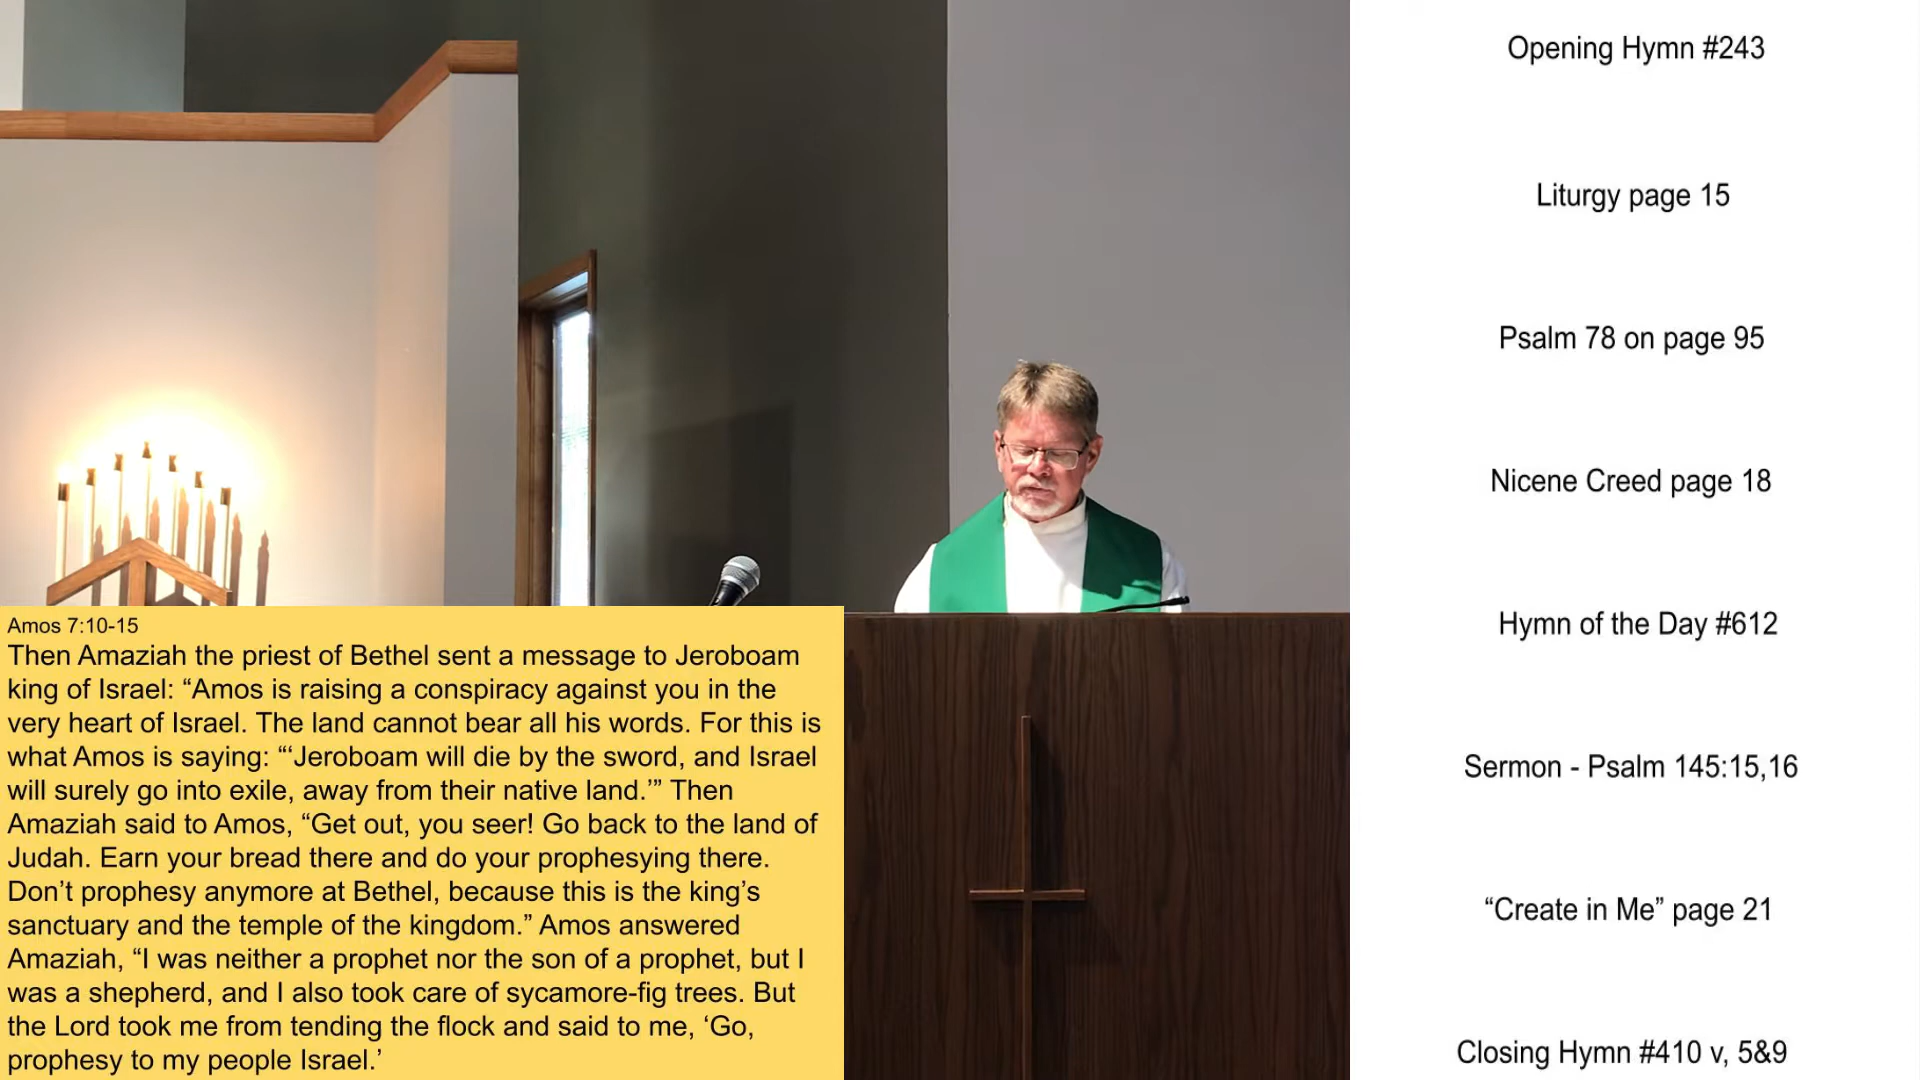 Amos 7:10-15
Then Amaziah the priest of Bethel sent a message to Jeroboam
king of Israel: “Amos is raising a conspiracy against you in the
very heart of Israel. The land cannot bear all his words. For this is
what Amos is saying: “‘Jeroboam will die by the sword, and Israel
will surely go into exile, away from their native land.’” Then
Amaziah said to Amos, “Get out, you seer! Go back to the land of
Judah. Earn your bread there and do your prophesying there.
Don’t prophesy anymore at Bethel, because this is the king’s
sanctuary and the temple of the kingdom.” Amos answered
Amaziah, “I was neither a prophet nor the son of a prophet, but I
was a shepherd, and I also took care of sycamore-fig trees. But
the Lord took me from tending the flock and said to me, ‘Go,
prophesy to my people Israel.’
Opening Hymn #243
Liturgy page 15
Psalm 78 on page 95
Nicene Creed page 18
Hymn of the Day #612
Sermon - Psalm 145:15,16
“Create in Me” page 21
Closing Hymn #410 v, 5&9